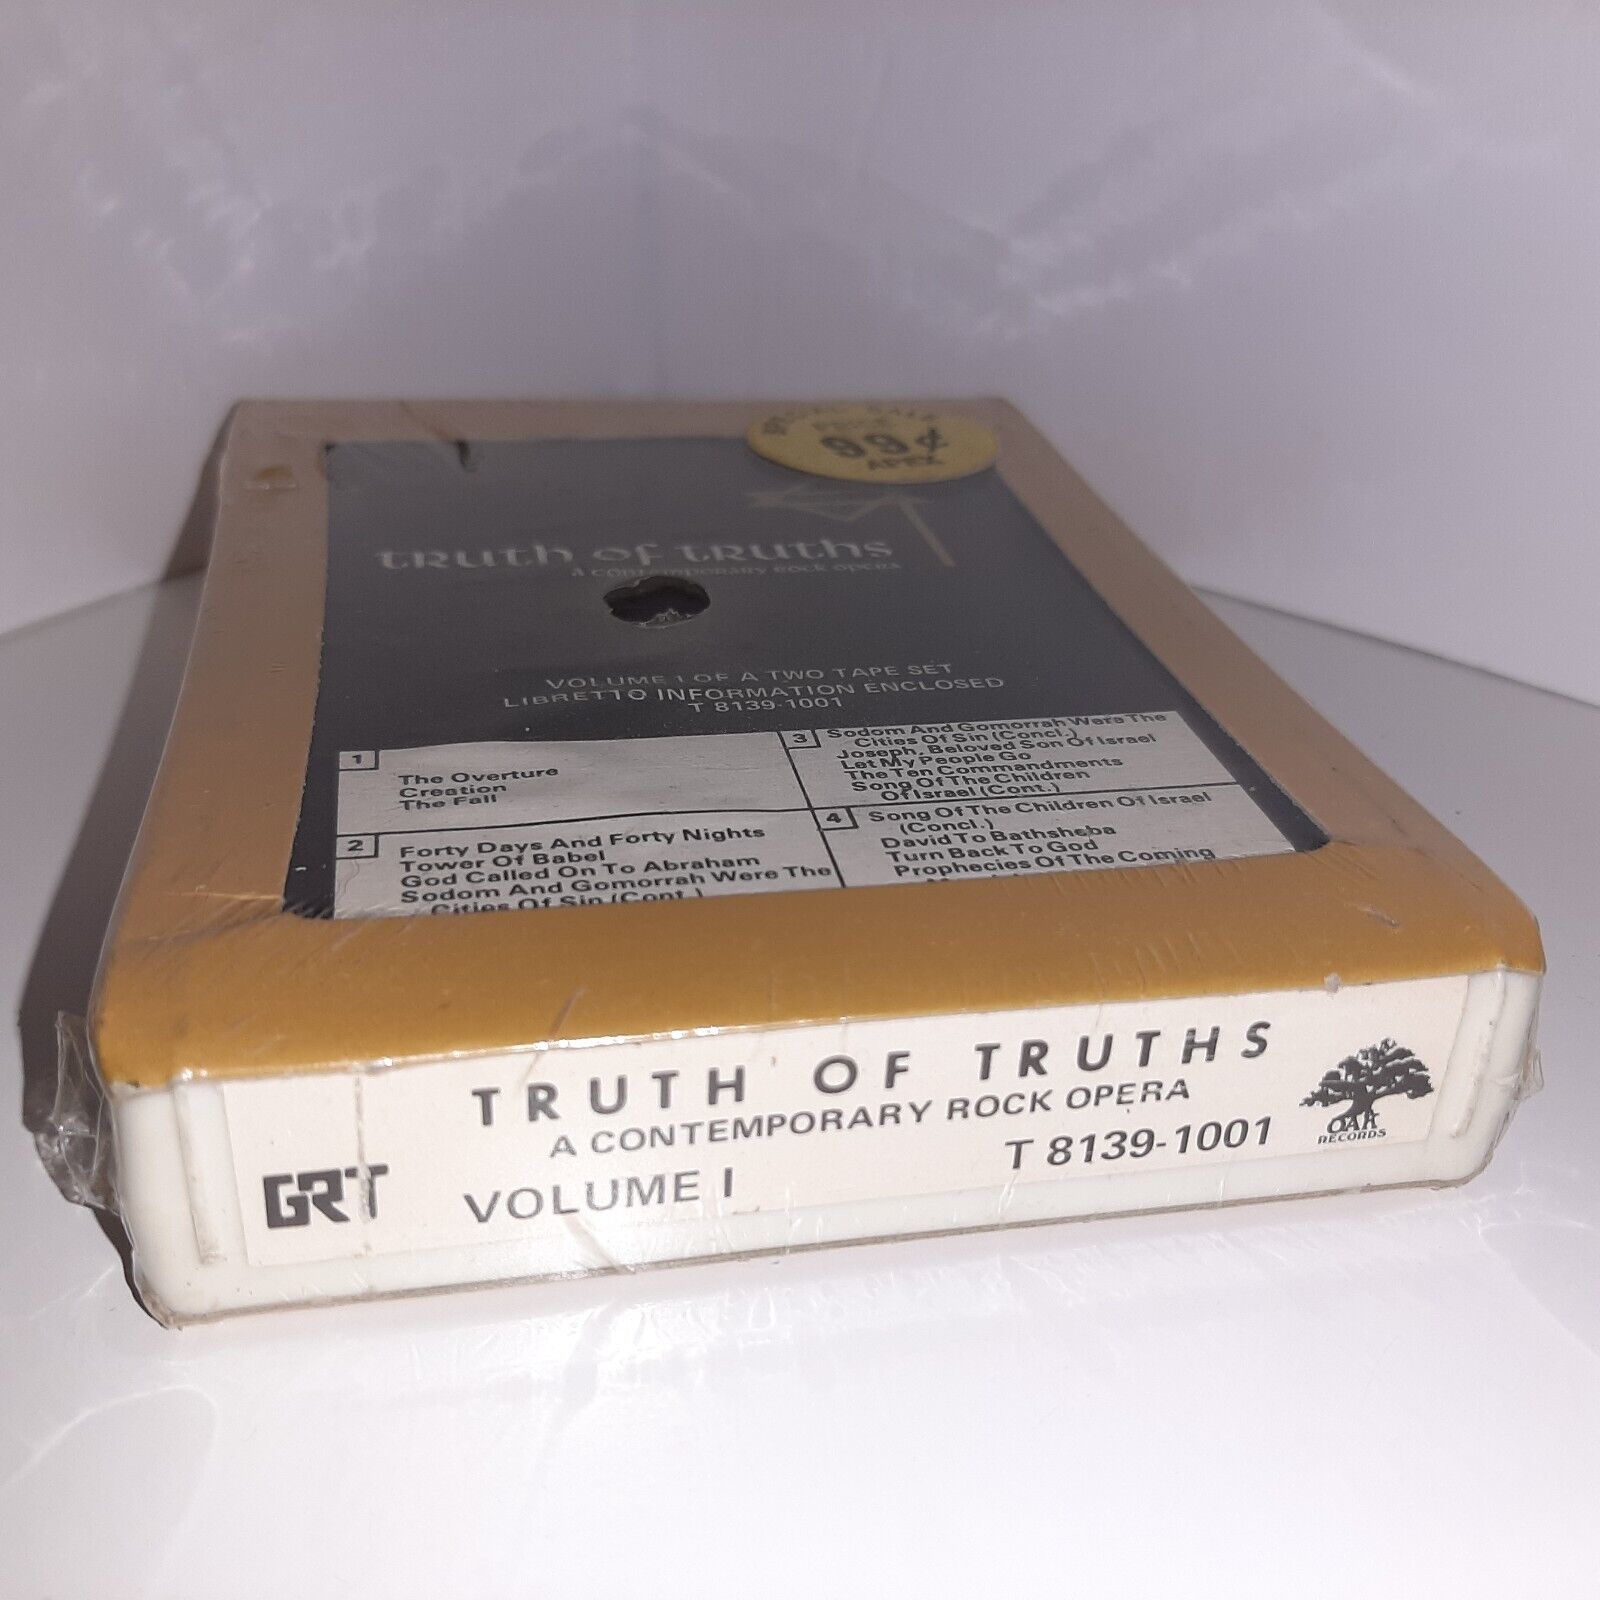 SPECIAL SALE
PRICE
99¢
APEX
truth of truths
a contemporary rock opera
VOLUME 1 OF A TWO TAPE SET
LIBRETTO INFORMATION ENCLOSED
T 8139-1001
1
The Overture
Creation
The Fall
2
Forty Days And Forty Nights
Tower Of Babel
God Called On To Abraham
Sodom And Gomorrah Were The
Cities Of Sin (Cont.)
3
Sodom And Gomorrah Were The
Cities Of Sin (Concl.)
Joseph, Beloved Son Of Israel
Let My People Go
The Ten Commandments
Song Of The Children
Of Israel (Cont.)
4
Song Of The Children Of Israel
(Concl.)
David To Bathsheba
Turn Back To God
Prophecies Of The Coming
TRUTH OF TRUTHS
A CONTEMPORARY ROCK OPERA
GRT
VOLUME I
T 8139-1001
OAK
RECORDS